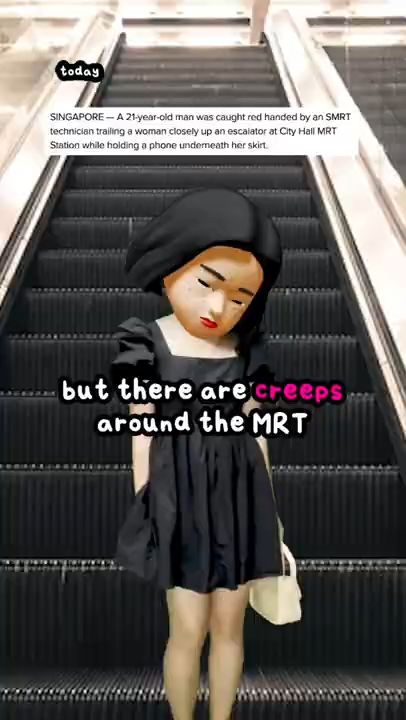 today
SINGAPORE — A 21-year-old man was caught red handed by an SMRT
technician trailing a woman closely up an escalator at City Hall MRT
Station while holding a phone underneath her skirt.
but there are creeps
around the MRT